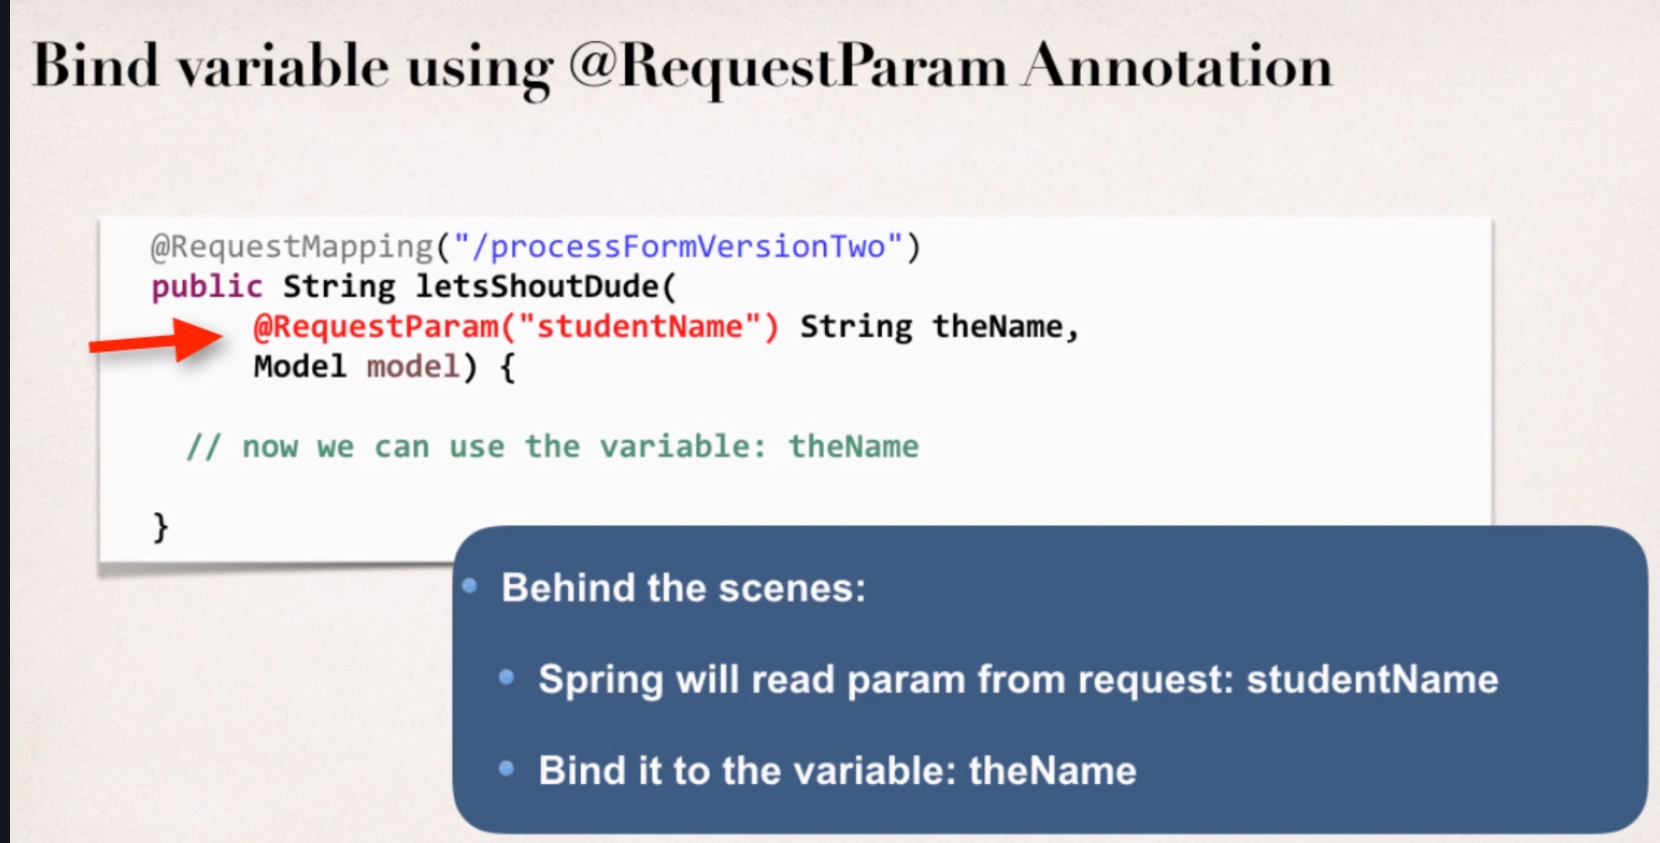 Bind variable using @RequestParam Annotation
@RequestMapping("/processFormVersionTwo")
public String letsShoutDude(
@RequestParam("studentName") String theName,
Model model) {
// now we can use the variable: theName
}
• Behind the scenes:
• Spring will read param from request: studentName
• Bind it to the variable: theName